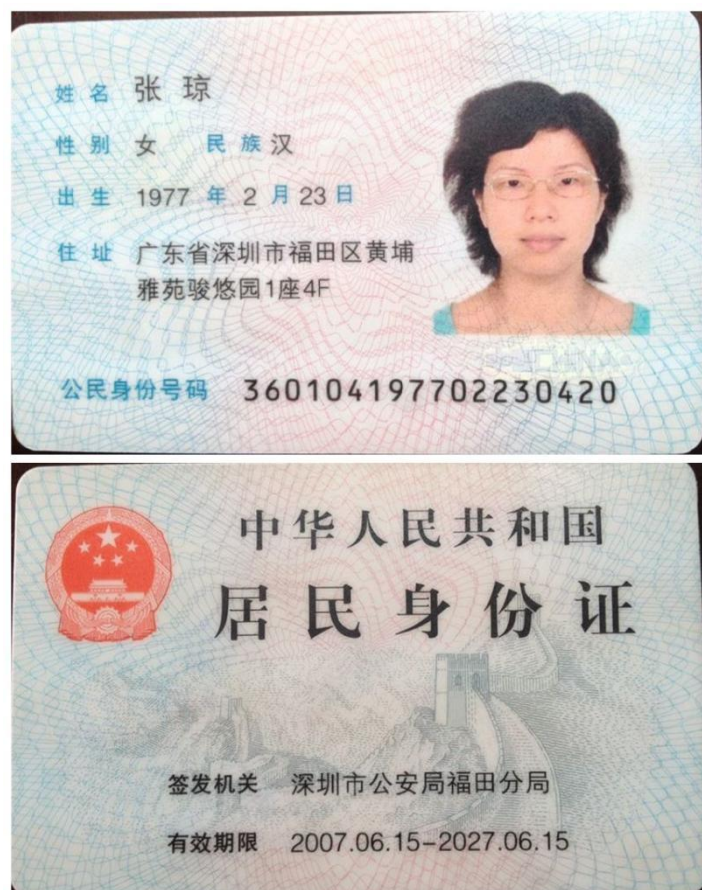 姓名 张琼
性别 女 民族 汉
出生 1977 年 2 月 23 日
住址 广东省深圳市福田区黄埔
雅苑骏悠园1座4F
公民身份号码 360104197702230420
中华人民共和国
居民身份证
签发机关 深圳市公安局福田分局
有效期限 2007.06.15-2027.06.15